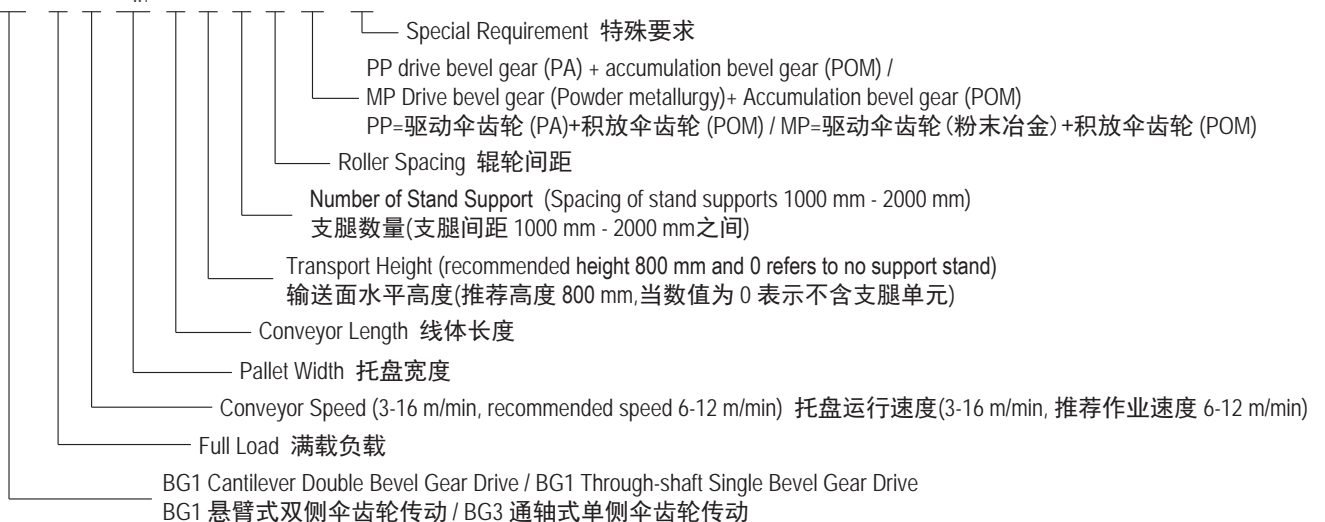 Special Requirement 特殊要求
PP drive bevel gear (PA) + accumulation bevel gear (POM) /
MP Drive bevel gear (Powder metallurgy)+ Accumulation bevel gear (POM)
PP=驱动伞齿轮 (PA)+积放伞齿轮 (POM) / MP=驱动伞齿轮(粉末冶金)+积放伞齿轮 (POM)
Roller Spacing 辊轮间距
Number of Stand Support (Spacing of stand supports 1000 mm - 2000 mm)
支腿数量(支腿间距 1000 mm - 2000 mm之间)
Transport Height (recommended height 800 mm and 0 refers to no support stand)
输送面水平高度(推荐高度 800 mm,当数值为 0 表示不含支腿单元)
Conveyor Length 线体长度
Pallet Width 托盘宽度
Conveyor Speed (3-16 m/min, recommended speed 6-12 m/min) 托盘运行速度(3-16 m/min, 推荐作业速度 6-12 m/min)
Full Load 满载负载
BG1 Cantilever Double Bevel Gear Drive / BG1 Through-shaft Single Bevel Gear Drive
BG1 悬臂式双侧伞齿轮传动 / BG3 通轴式单侧伞齿轮传动